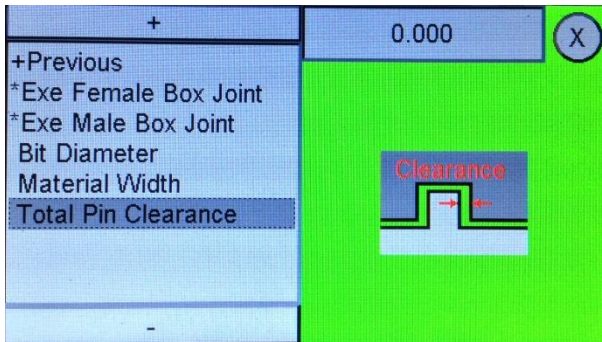 +
0.000
X
+Previous
*Exe Female Box Joint
*Exe Male Box Joint
Bit Diameter
Material Width
Total Pin Clearance
Clearance
-